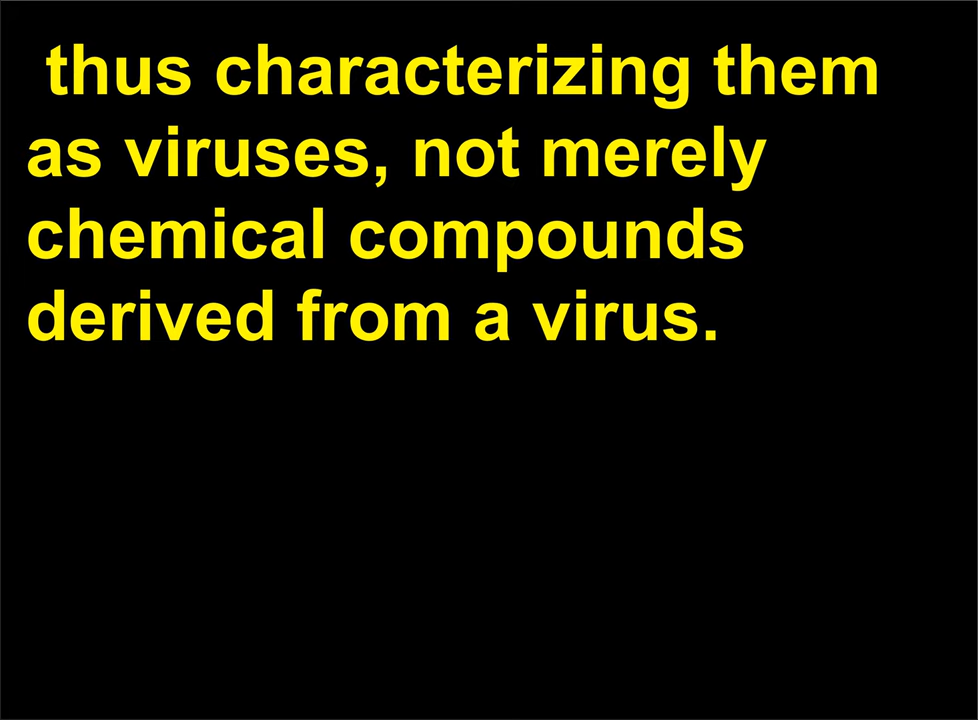 thus characterizing them
as viruses, not merely
chemical compounds
derived from a virus.